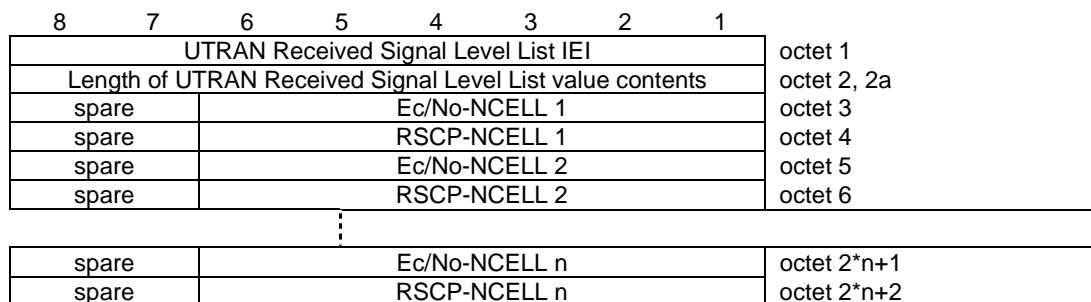 8 7 6 5 4 3 2 1
UTRAN Received Signal Level List IEI octet 1
Length of UTRAN Received Signal Level List value contents octet 2, 2a
spare Ec/No-NCELL 1 octet 3
spare RSCP-NCELL 1 octet 4
spare Ec/No-NCELL 2 octet 5
spare RSCP-NCELL 2 octet 6
spare Ec/No-NCELL n octet 2*n+1
spare RSCP-NCELL n octet 2*n+2